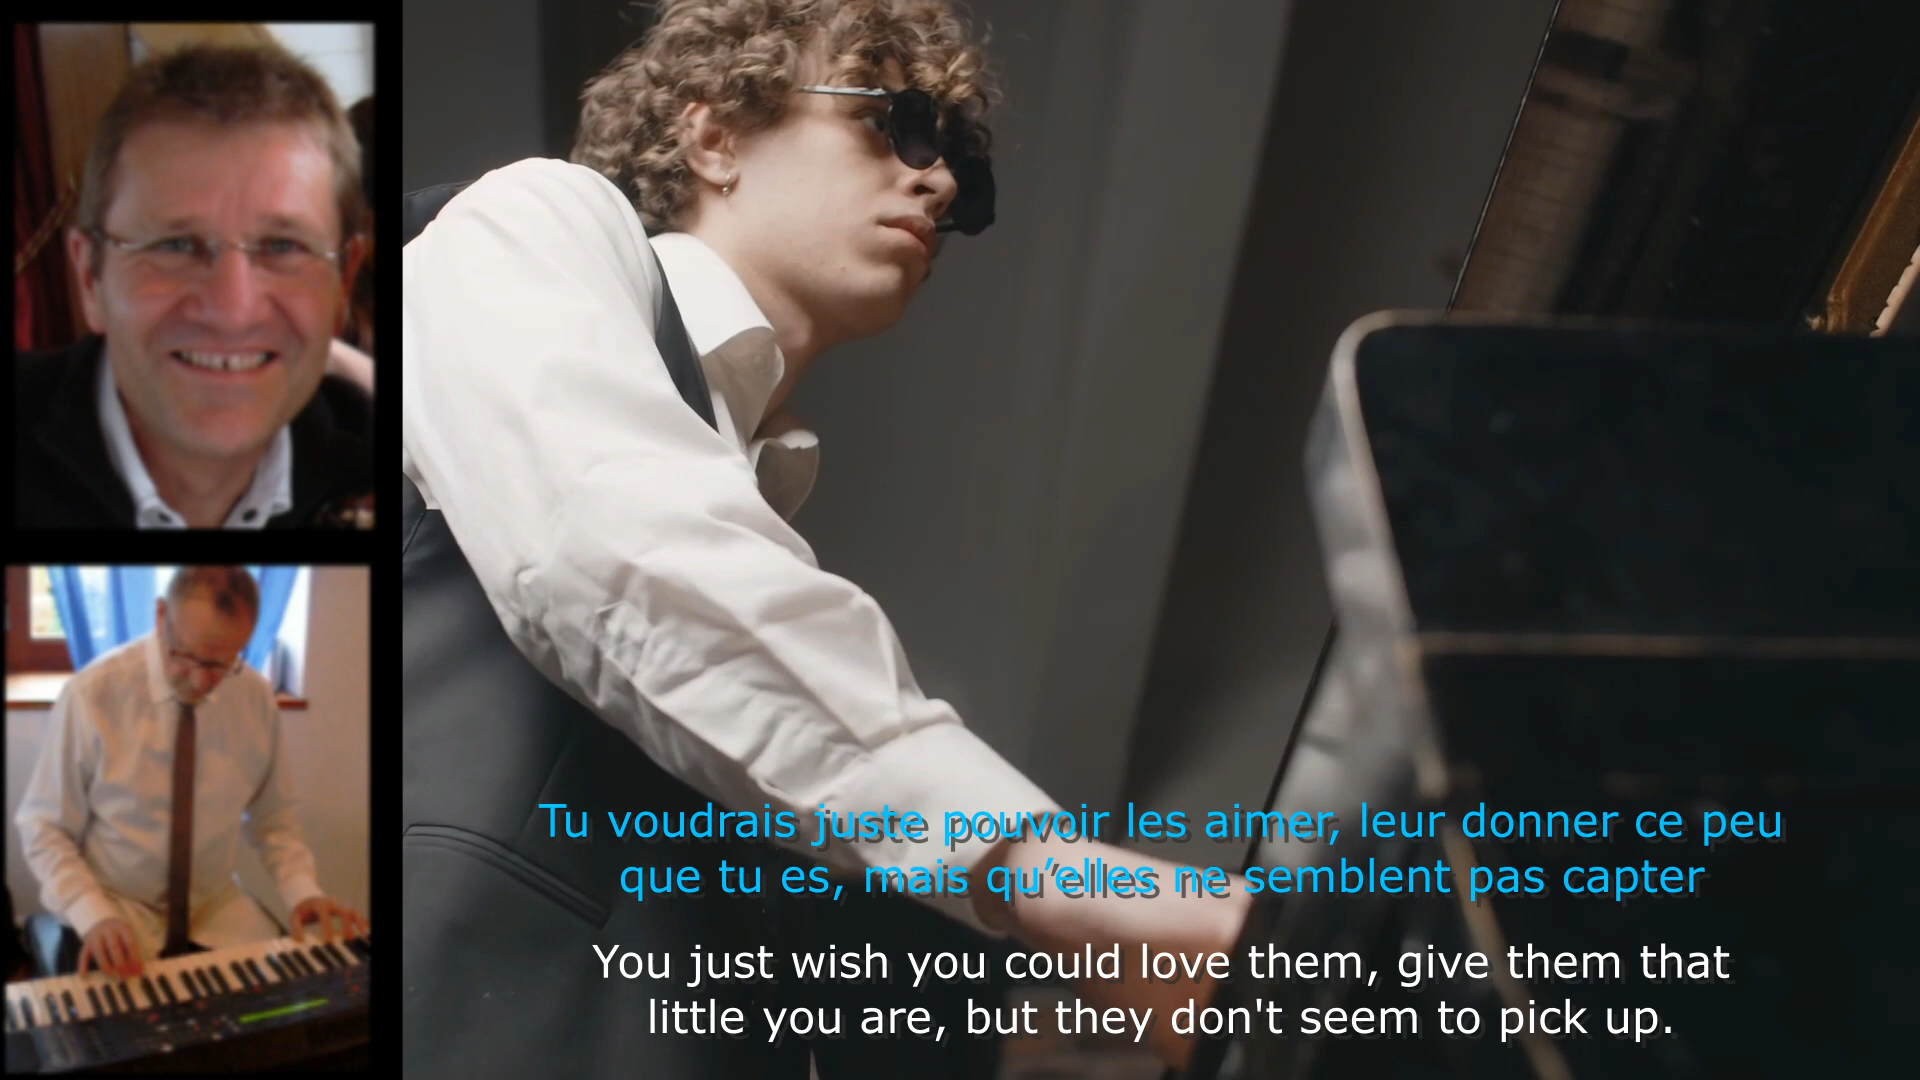 Tu voudrais juste pouvoir les aimer, leur donner ce peu
que tu es, mais qu’elles ne semblent pas capter
You just wish you could love them, give them that
little you are, but they don't seem to pick up.